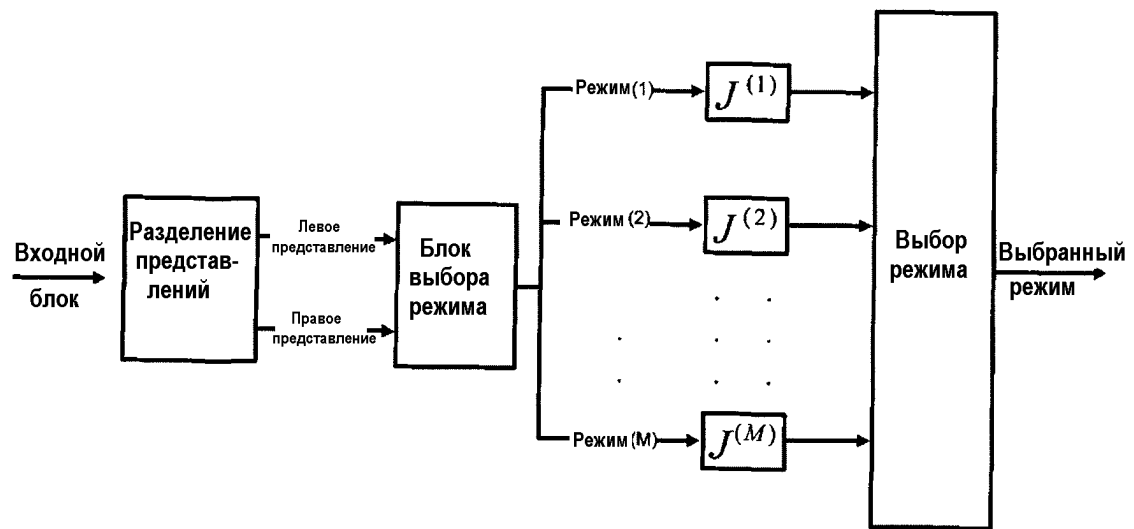 Входной
блок
Разделение
представ-
лений
Левое
представление
Правое
представление
Блок
выбора
режима
Режим(1)
J^(1)
Режим(2)
J^(2)
Режим(M)
J^(M)
Выбор
режима
Выбранный
режим